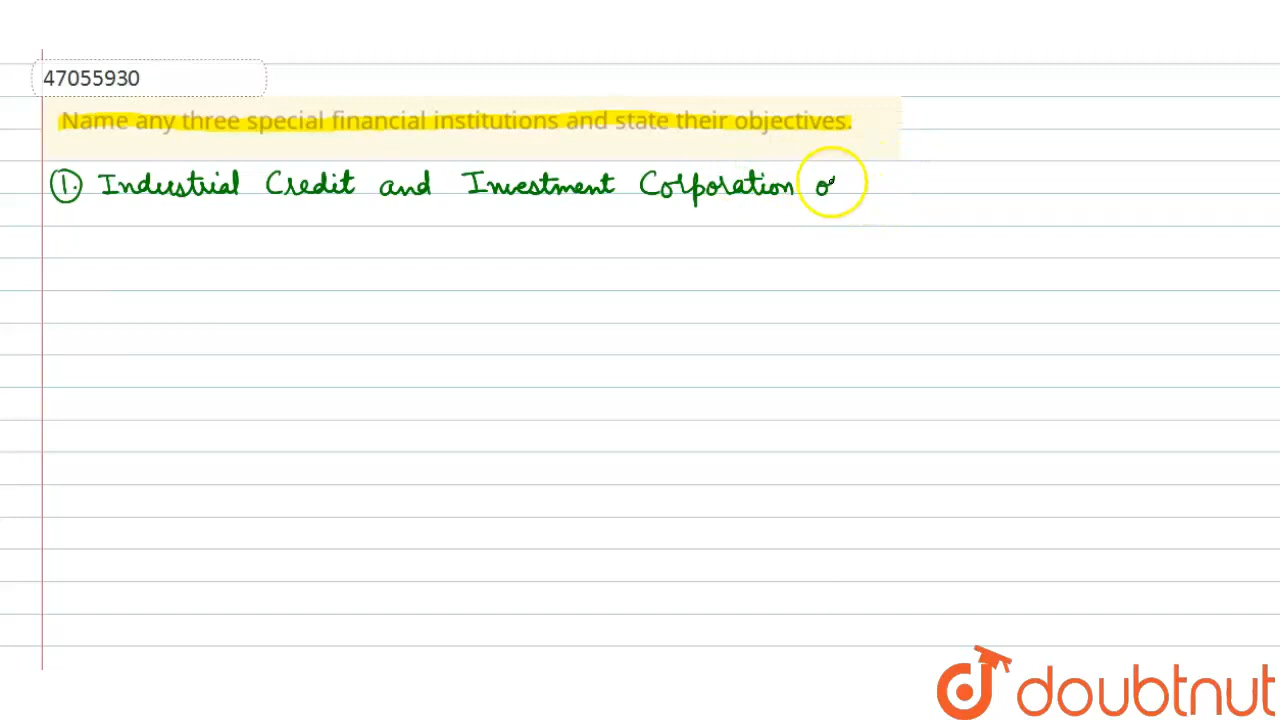 47055930
Name any three special financial institutions and state their objectives.
1. Industrial Credit and Investment Corporation o
doubtnut